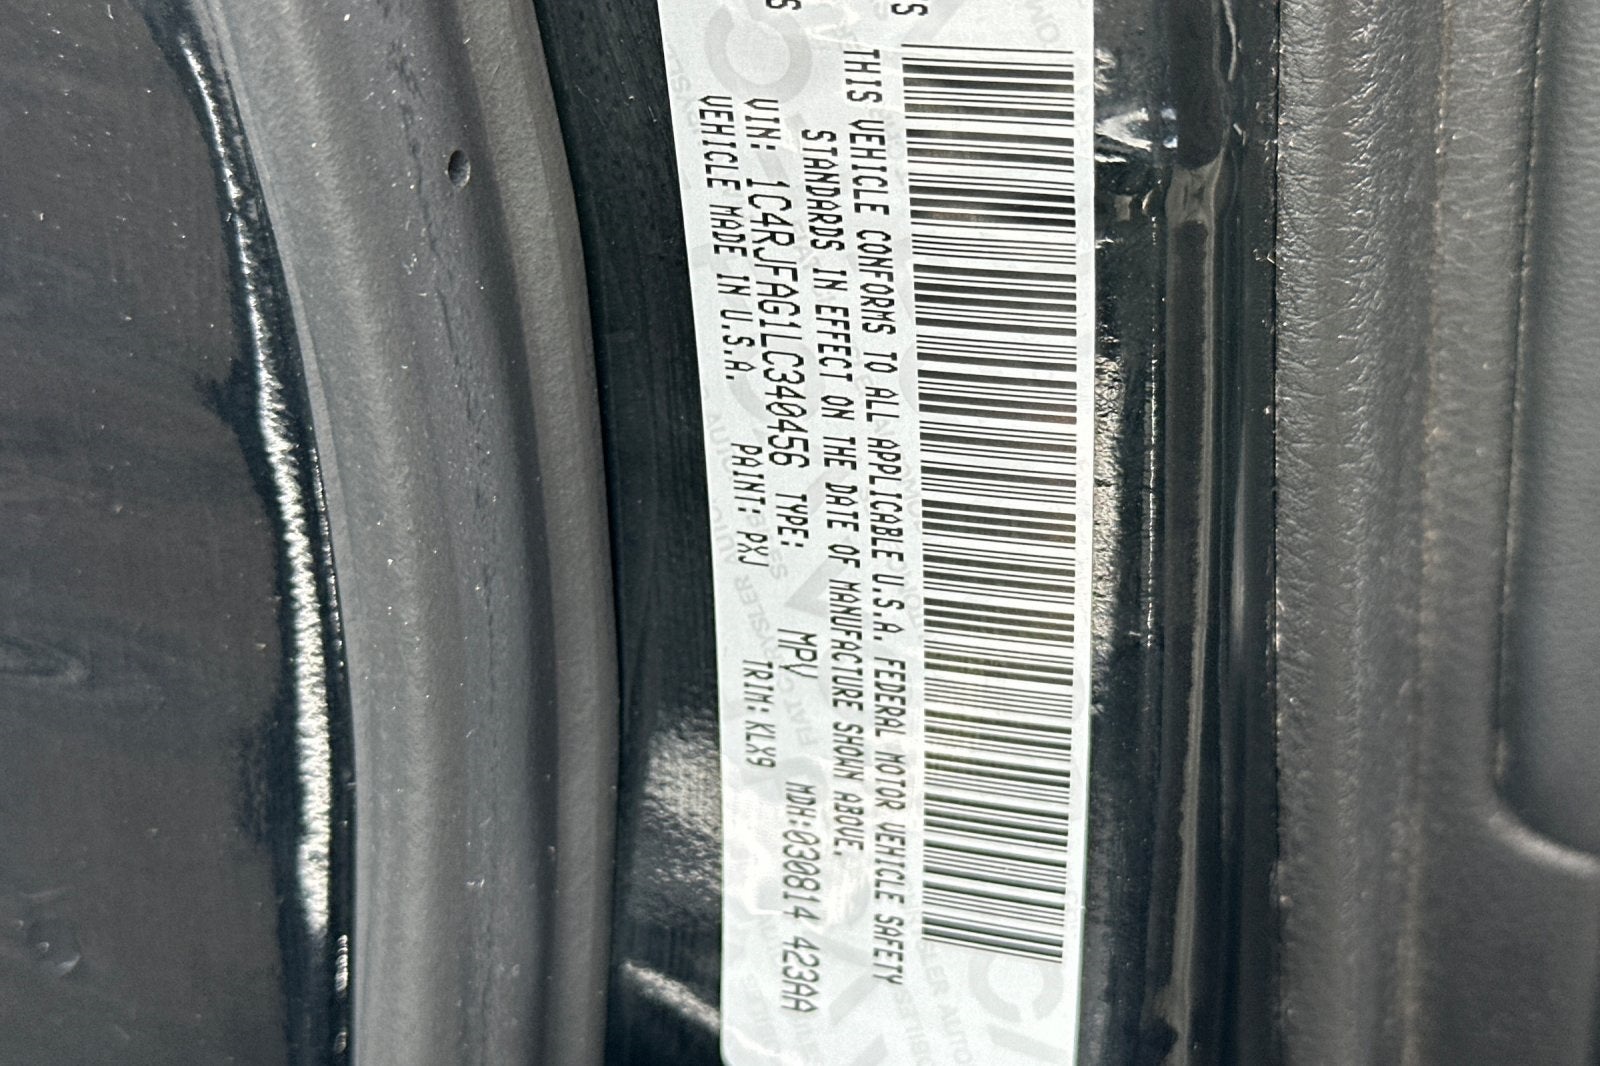 THIS VEHICLE CONFORMS TO ALL APPLICABLE U.S.A. FEDERAL MOTOR VEHICLE SAFETY
STANDARDS IN EFFECT ON THE DATE OF MANUFACTURE SHOWN ABOVE.
VIN: 1C4RJFAG1LC340456 TYPE: MPV MDH:030814 423AA
VEHICLE MADE IN U.S.A. PAINT:PXJ TRIM:KLX9